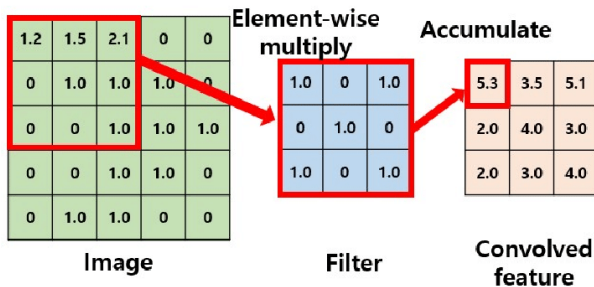 Element-wise
multiply
Accumulate
1.2 1.5 2.1 0 0
0 1.0 1.0 1.0 0
0 0 1.0 1.0 1.0
0 0 1.0 1.0 0
0 1.0 1.0 0 0
1.0 0 1.0
0 1.0 0
1.0 0 1.0
5.3 3.5 5.1
2.0 4.0 3.0
2.0 3.0 4.0
Image
Filter
Convolved
feature